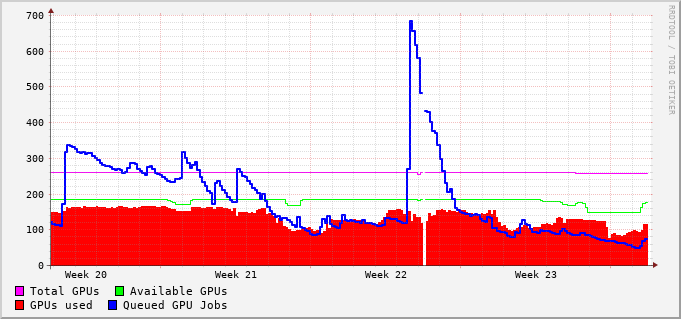 700
600
500
400
300
200
100
0
Week 20 Week 21 Week 22 Week 23
Total GPUs Available GPUs
GPUs used Queued GPU Jobs
RRDTOOL / TOBI OETIKER